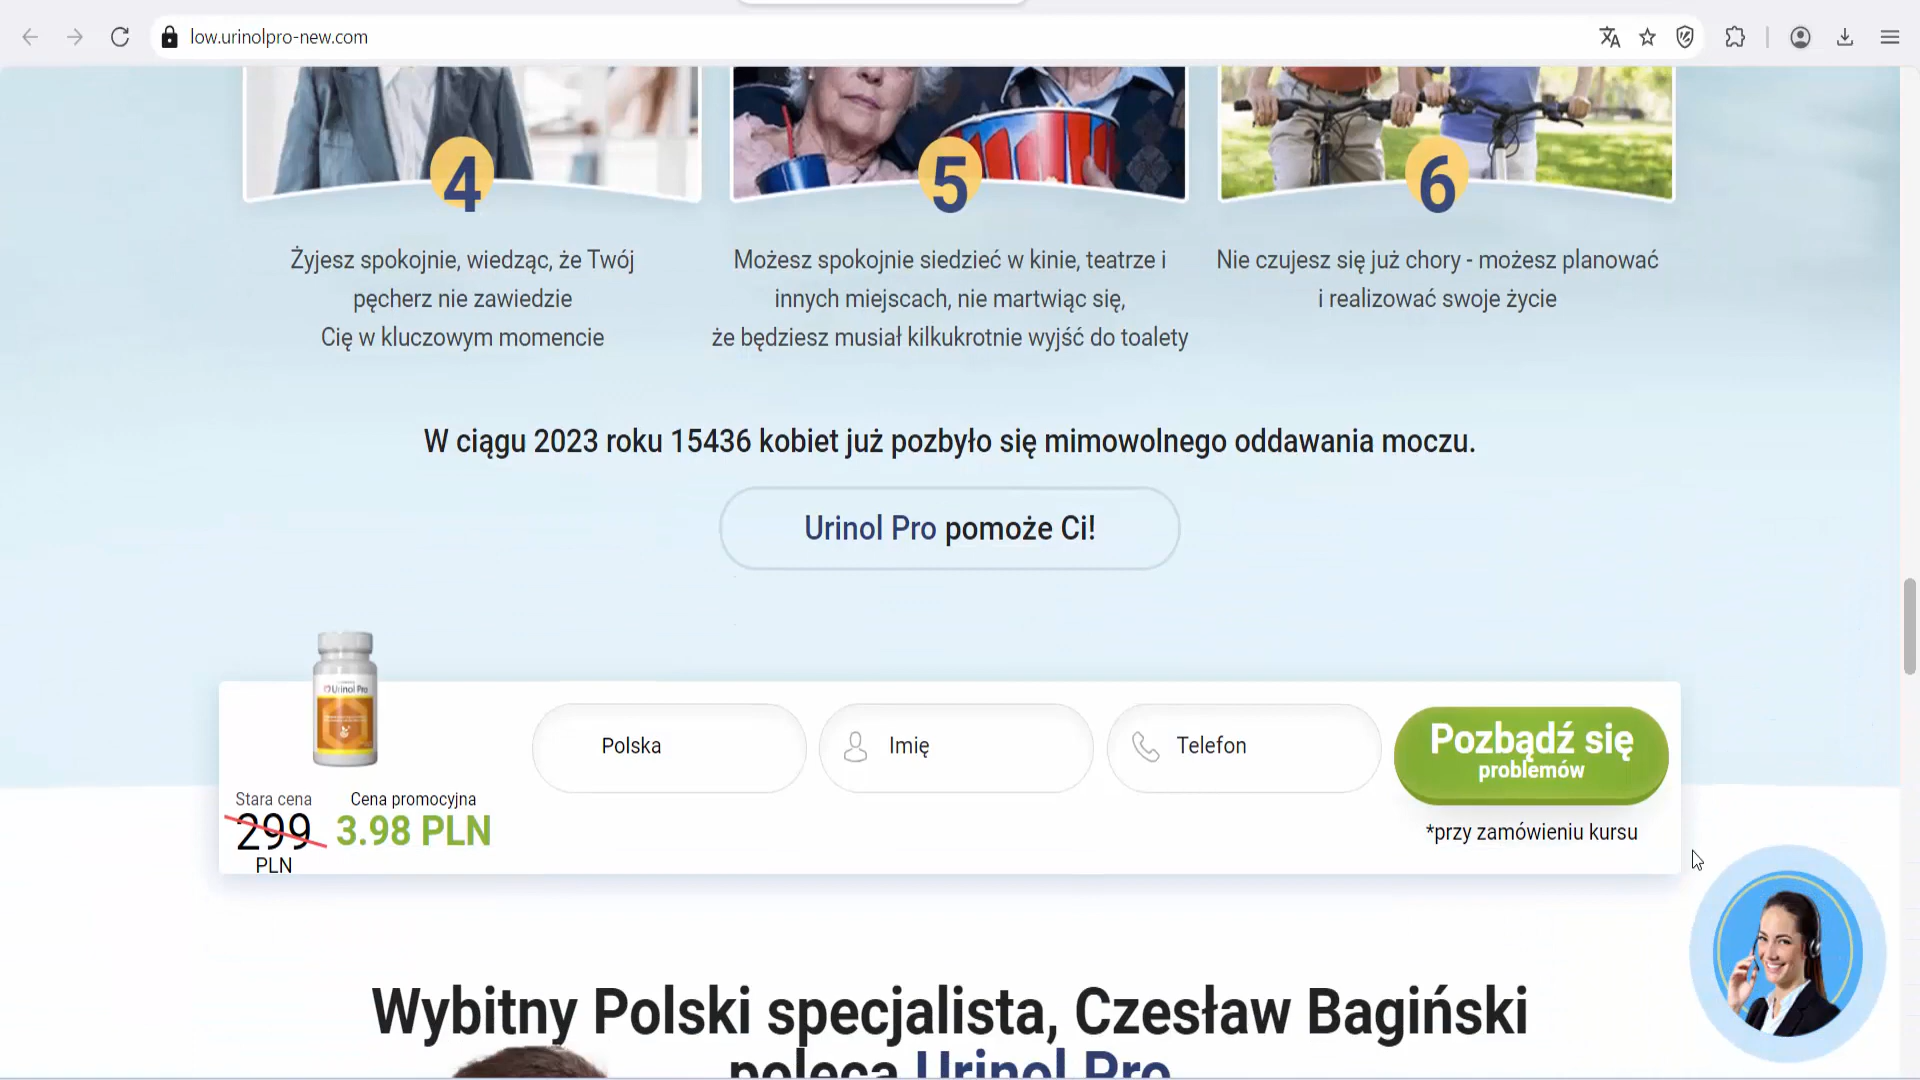 low.urinolpro-new.com
4
5
6
Żyjesz spokojnie, wiedząc, że Twój
pęcherz nie zawiedzie
Cię w kluczowym momencie
Możesz spokojnie siedzieć w kinie, teatrze i
innych miejscach, nie martwiąc się,
że będziesz musiał kilkukrotnie wyjść do toalety
Nie czujesz się już chory - możesz planować
i realizować swoje życie
W ciągu 2023 roku 15436 kobiet już pozbyło się mimowolnego oddawania moczu.
Urinol Pro pomoże Ci!
Urinol Pro
Stara cena
299
PLN
Cena promocyjna
3.98 PLN
Polska
Imię
Telefon
Pozbądź się
problemów
*przy zamówieniu kursu
Wybitny Polski specjalista, Czesław Bagiński
poleca Urinol Pro